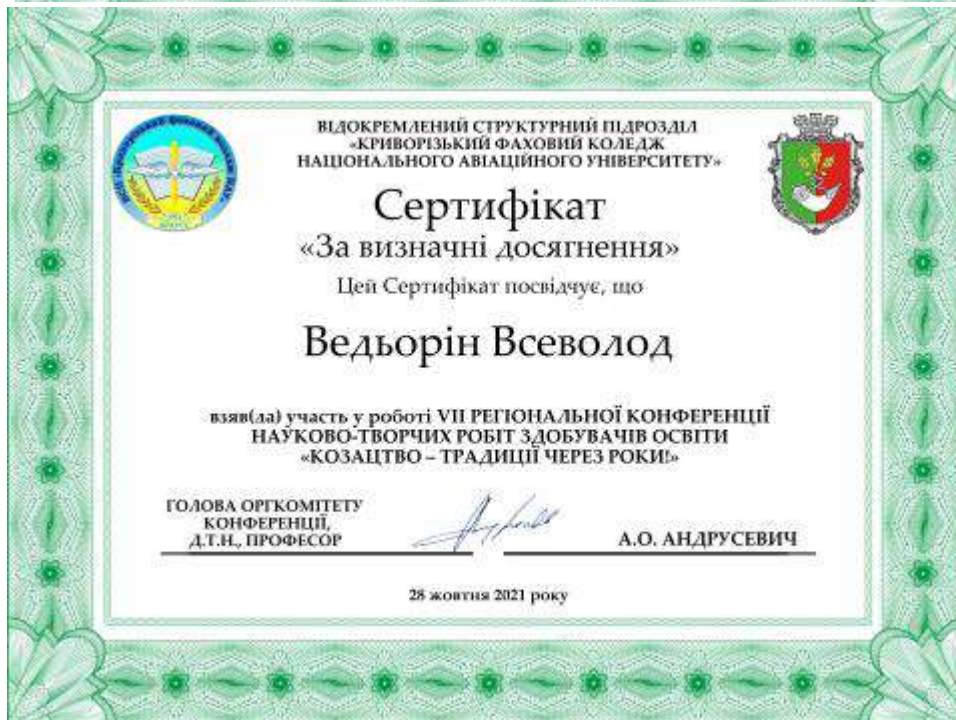 ВІДОКРЕМЛЕНИЙ СТРУКТУРНИЙ ПІДРОЗДІЛ
«КРИВОРІЗЬКИЙ ФАХОВИЙ КОЛЕДЖ
НАЦІОНАЛЬНОГО АВІАЦІЙНОГО УНІВЕРСИТЕТУ»
Сертифікат
«За визначні досягнення»
Цей Сертифікат посвідчує, що
Ведьорін Всеволод
взяв(ла) участь у роботі VII РЕГІОНАЛЬНОЇ КОНФЕРЕНЦІЇ
НАУКОВО-ТВОРЧИХ РОБІТ ЗДОБУВАЧІВ ОСВІТИ
«КОЗАЦТВО – ТРАДИЦІЇ ЧЕРЕЗ РОКИ!»
ГОЛОВА ОРГКОМІТЕТУ
КОНФЕРЕНЦІЇ,
Д.Т.Н., ПРОФЕСОР
А.О. АНДРУСЕВИЧ
28 жовтня 2021 року